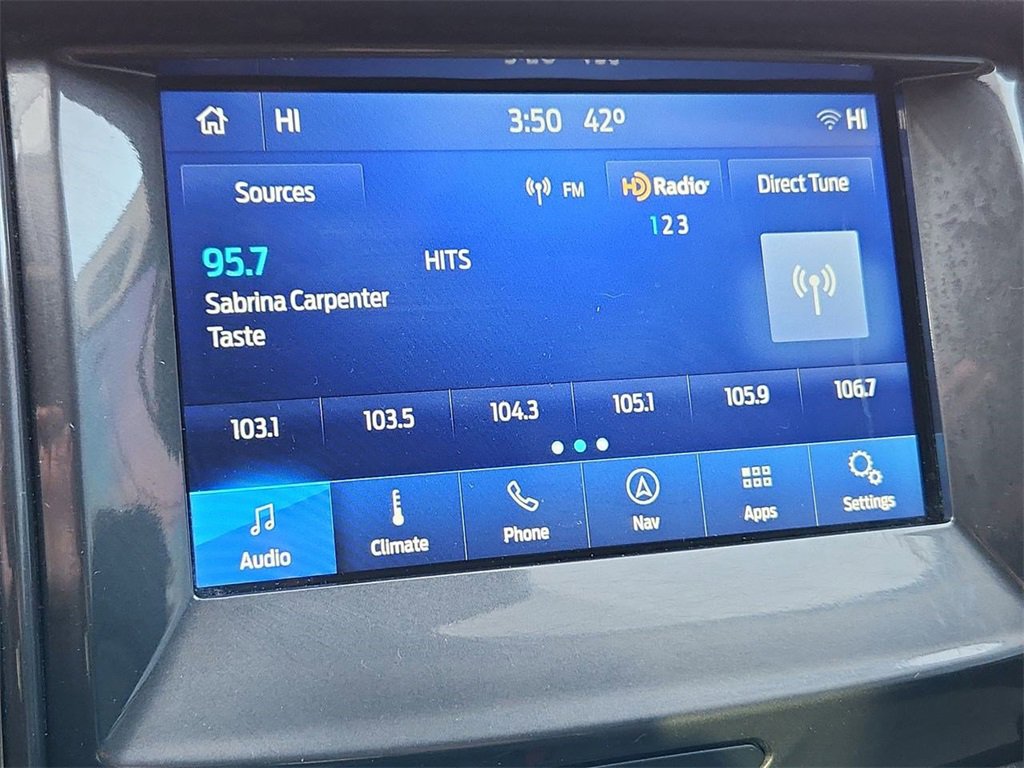 HI 3:50 42° HI
Sources FM HD Radio Direct Tune
1 2 3
95.7 HITS
Sabrina Carpenter
Taste
103.1 103.5 104.3 105.1 105.9 106.7
Audio Climate Phone Nav Apps Settings